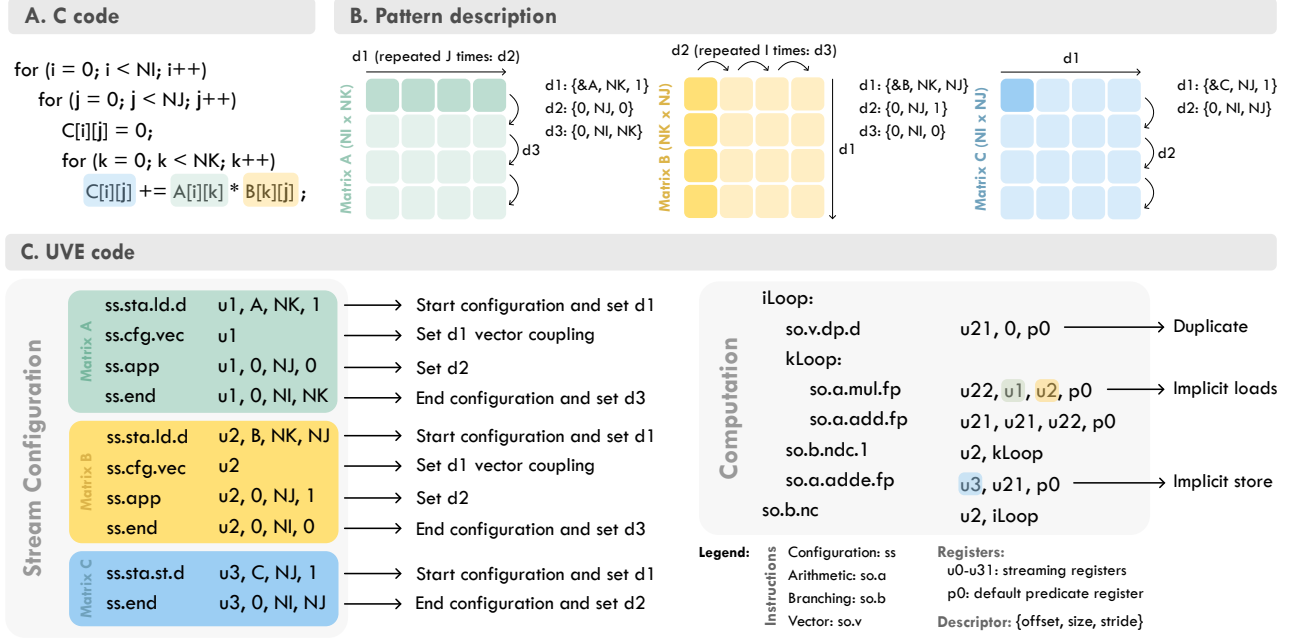 A. C code
for (i = 0; i < NI; i++)
for (j = 0; j < NJ; j++)
C[i][j] = 0;
for (k = 0; k < NK; k++)
C[i][j] += A[i][k] * B[k][j] ;
B. Pattern description
d1 (repeated J times: d2)
Matrix A (NI x NK)
d3
d1: {&A, NK, 1}
d2: {0, NJ, 0}
d3: {0, NI, NK}
d2 (repeated I times: d3)
Matrix B (NK x NJ)
d1
d1: {&B, NK, NJ}
d2: {0, NJ, 1}
d3: {0, NI, 0}
d1
Matrix C (NI x NJ)
d2
d1: {&C, NJ, 1}
d2: {0, NI, NJ}
C. UVE code
Stream Configuration
Matrix A
ss.sta.ld.d u1, A, NK, 1 Start configuration and set d1
ss.cfg.vec u1 Set d1 vector coupling
ss.app u1, 0, NJ, 0 Set d2
ss.end u1, 0, NI, NK End configuration and set d3
Matrix B
ss.sta.ld.d u2, B, NK, NJ Start configuration and set d1
ss.cfg.vec u2 Set d1 vector coupling
ss.app u2, 0, NJ, 1 Set d2
ss.end u2, 0, NI, 0 End configuration and set d3
Matrix C
ss.sta.st.d u3, C, NJ, 1 Start configuration and set d1
ss.end u3, 0, NI, NJ End configuration and set d2
Computation
iLoop:
so.v.dp.d u21, 0, p0 Duplicate
kLoop:
so.a.mul.fp u22, u1, u2, p0 Implicit loads
so.a.add.fp u21, u21, u22, p0
so.b.ndc.1 u2, kLoop
so.a.adde.fp u3, u21, p0 Implicit store
so.b.nc u2, iLoop
Legend:
Instructions
Configuration: ss
Arithmetic: so.a
Branching: so.b
Vector: so.v
Registers:
u0-u31: streaming registers
p0: default predicate register
Descriptor: {offset, size, stride}